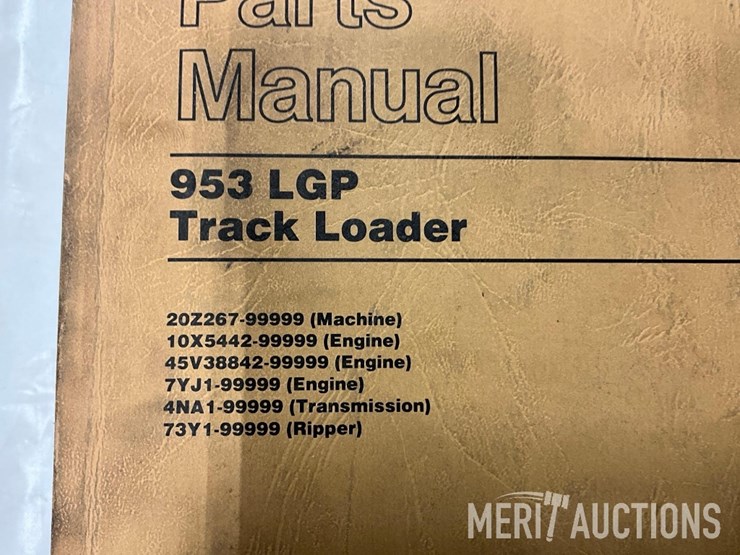 Parts
Manual
953 LGP
Track Loader
20Z267-99999 (Machine)
10X5442-99999 (Engine)
45V38842-99999 (Engine)
7YJ1-99999 (Engine)
4NA1-99999 (Transmission)
73Y1-99999 (Ripper)
MERIT AUCTIONS